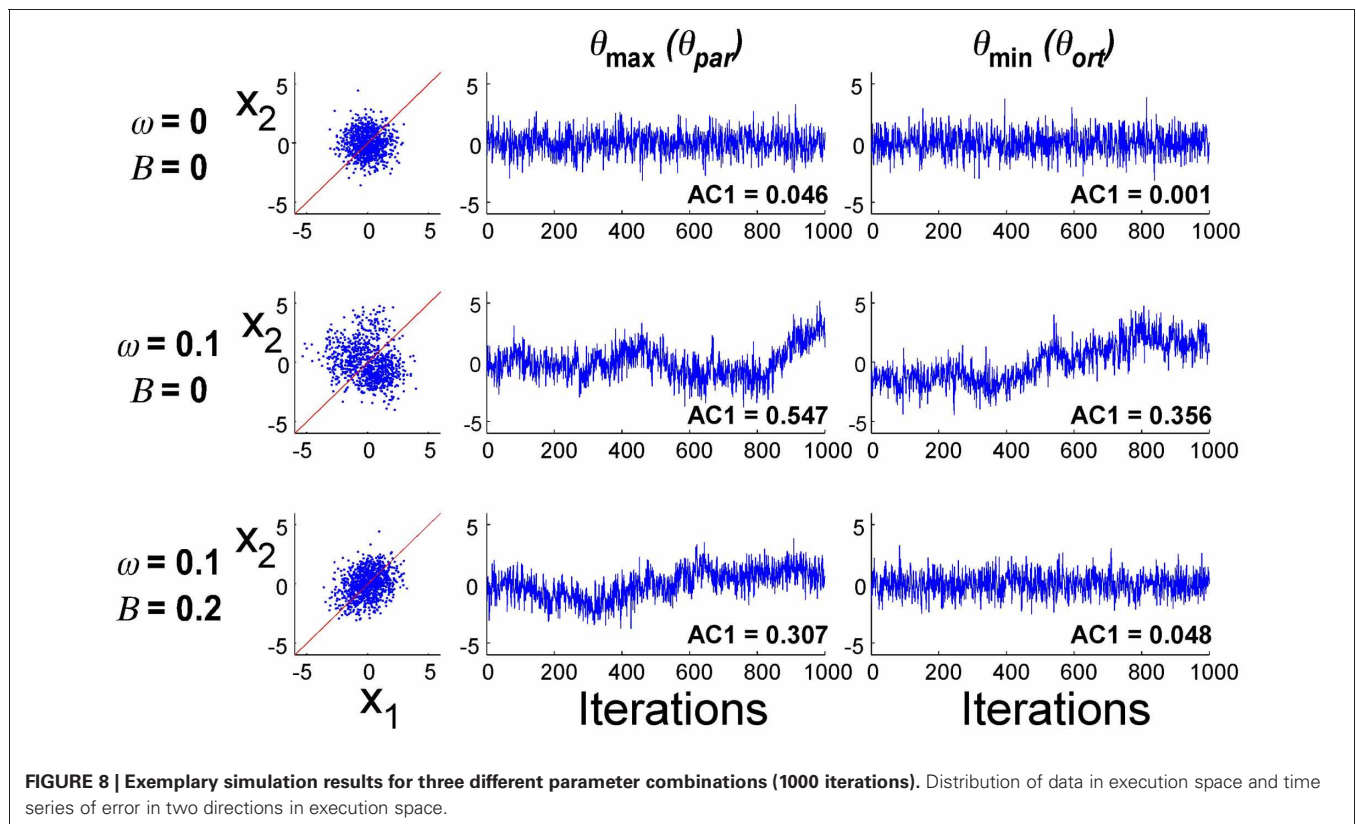 θmax (θpar)
θmin (θort)
ω = 0
B = 0
x2
5
0
-5
-5 0 5
5
0
-5
AC1 = 0.046
0 200 400 600 800 1000
5
0
-5
AC1 = 0.001
0 200 400 600 800 1000
ω = 0.1
B = 0
x2
5
0
-5
-5 0 5
5
0
-5
AC1 = 0.547
0 200 400 600 800 1000
5
0
-5
AC1 = 0.356
0 200 400 600 800 1000
ω = 0.1
B = 0.2
x2
5
0
-5
-5 0 5
x1
5
0
-5
AC1 = 0.307
0 200 400 600 800 1000
Iterations
5
0
-5
AC1 = 0.048
0 200 400 600 800 1000
Iterations
FIGURE 8 | Exemplary simulation results for three different parameter combinations (1000 iterations). Distribution of data in execution space and time
series of error in two directions in execution space.